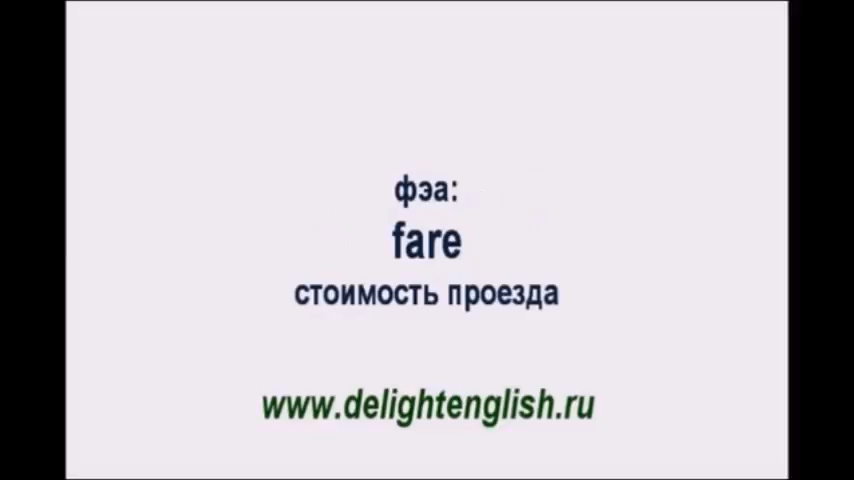 фэа:
fare
стоимость проезда
www.delightenglish.ru